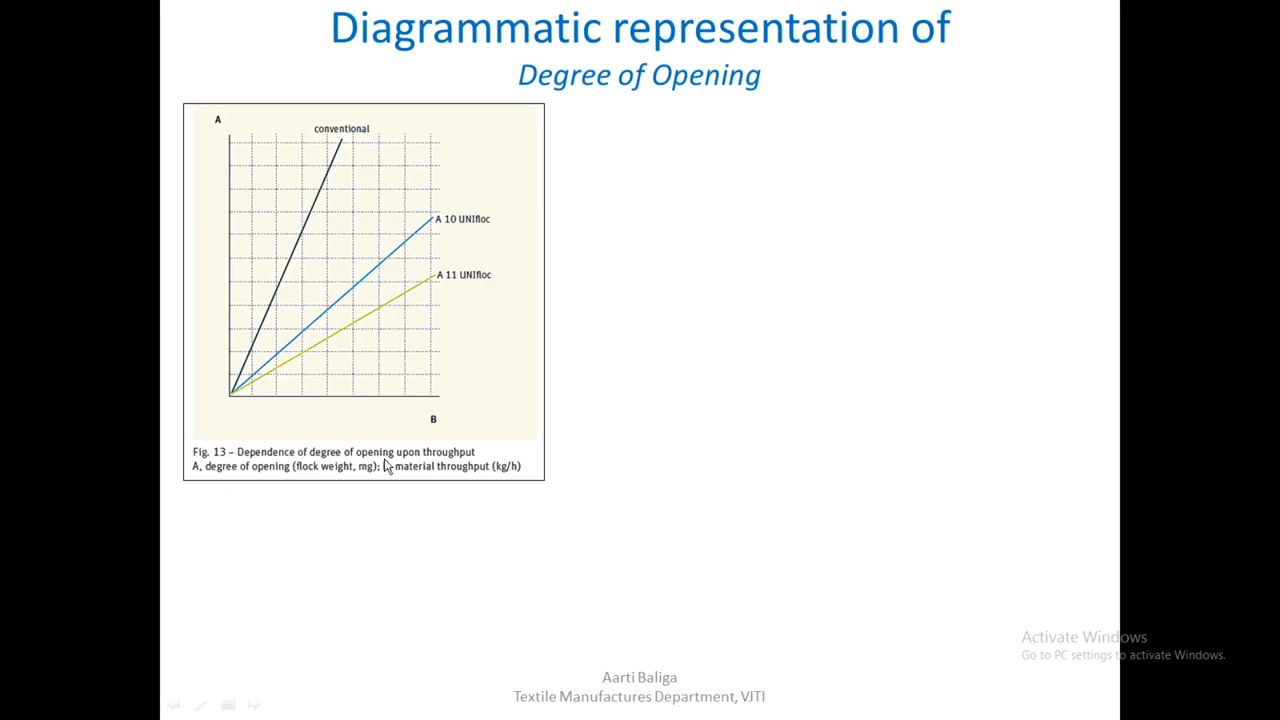 Diagrammatic representation of
Degree of Opening
A
conventional
A 10 UNIfloc
A 11 UNIfloc
B
Fig. 13 – Dependence of degree of opening upon throughput
A, degree of opening (flock weight, mg); material throughput (kg/h)
Activate Windows
Go to PC settings to activate Windows.
Aarti Baliga
Textile Manufactures Department, VJTI